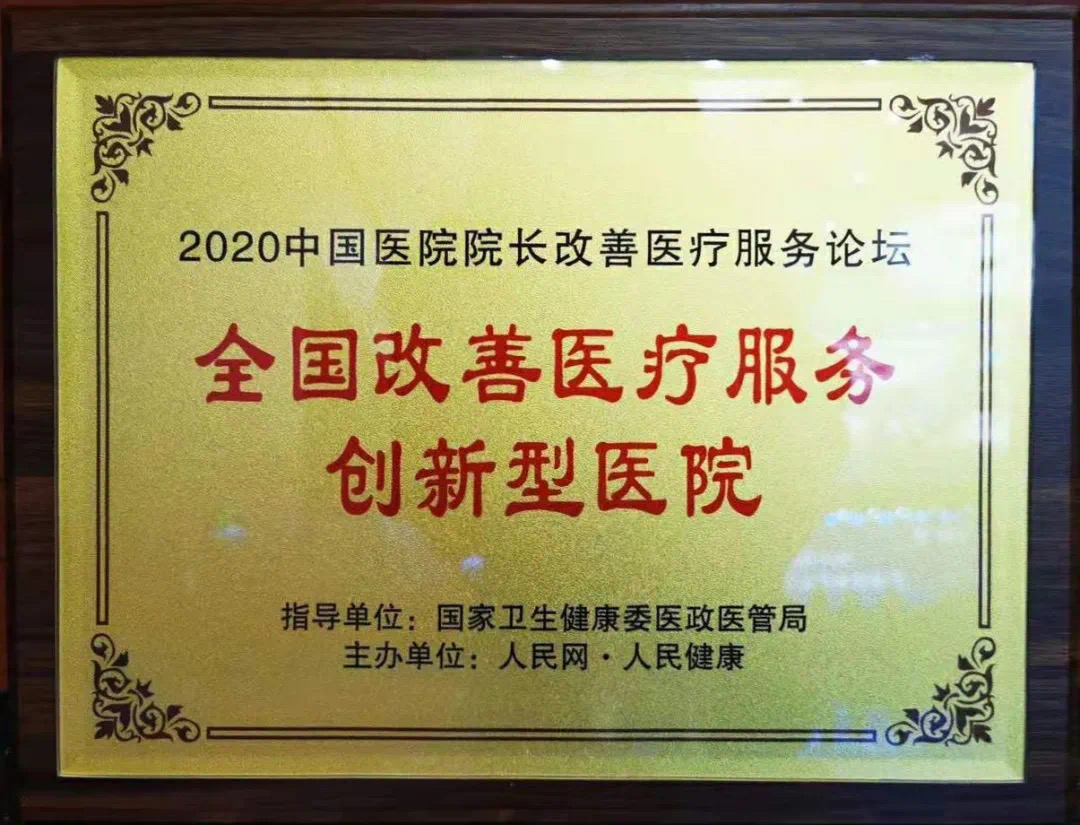 2020中国医院院长改善医疗服务论坛
全国改善医疗服务
创新型医院
指导单位：国家卫生健康委医政医管局
主办单位：人民网·人民健康